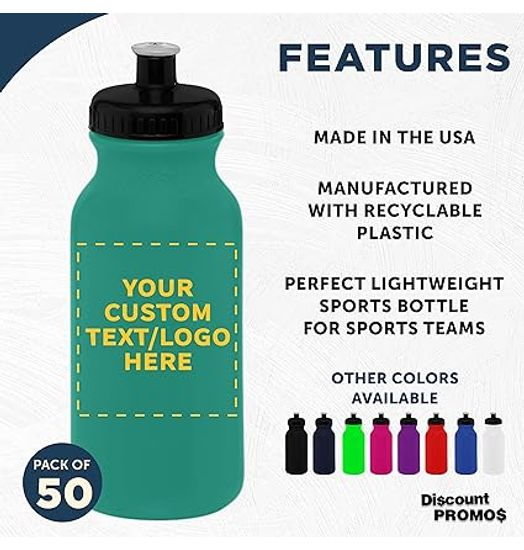 FEATURES
MADE IN THE USA
MANUFACTURED
WITH RECYCLABLE
PLASTIC
PERFECT LIGHTWEIGHT
SPORTS BOTTLE
FOR SPORTS TEAMS
OTHER COLORS
AVAILABLE
YOUR
CUSTOM
TEXT/LOGO
HERE
PACK OF
50
Discount
PROMO$